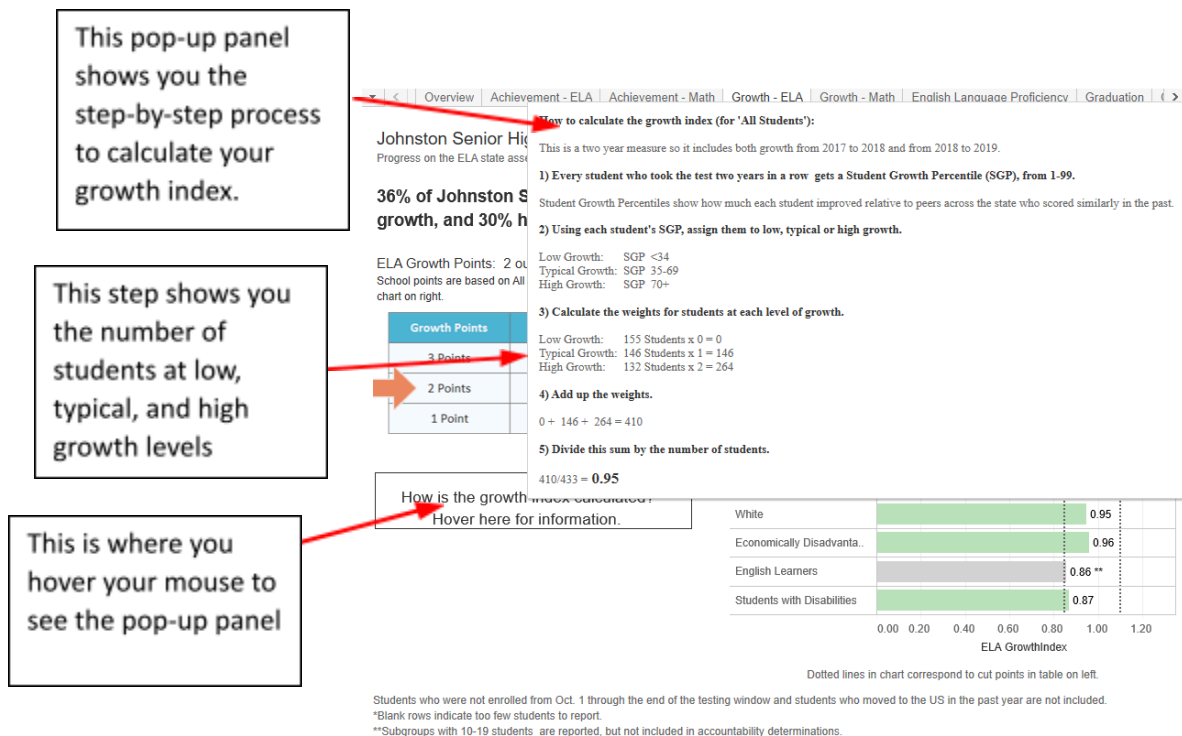 This pop-up panel
shows you the
step-by-step process
to calculate your
growth index.
This step shows you
the number of
students at low,
typical, and high
growth levels
This is where you
hover your mouse to
see the pop-up panel
Overview Achievement - ELA Achievement - Math Growth - ELA Growth - Math English Language Proficiency Graduation
Johnston Senior
Progress on the ELA state
36% of Johnston
growth, and 30%
ELA Growth Points: 2
School points are based on All
chart on right.
Growth Points
3 Points
2 Points
1 Point
How to calculate the growth index (for 'All Students'):
This is a two year measure so it includes both growth from 2017 to 2018 and from 2018 to 2019.
1) Every student who took the test two years in a row gets a Student Growth Percentile (SGP), from 1-99.
Student Growth Percentiles show how much each student improved relative to peers across the state who scored similarly in the past.
2) Using each student's SGP, assign them to low, typical or high growth.
Low Growth: SGP <34
Typical Growth: SGP 35-69
High Growth: SGP 70+
3) Calculate the weights for students at each level of growth.
Low Growth: 155 Students x 0 = 0
Typical Growth: 146 Students x 1 = 146
High Growth: 132 Students x 2 = 264
4) Add up the weights.
0 + 146 + 264 = 410
5) Divide this sum by the number of students.
410/433 = 0.95
How is the growth index calculated?
Hover here for information.
White 0.95
Economically Disadvanta.. 0.96
English Learners 0.86 **
Students with Disabilities 0.87
0.00 0.20 0.40 0.60 0.80 1.00 1.20
ELA GrowthIndex
Dotted lines in chart correspond to cut points in table on left.
Students who were not enrolled from Oct. 1 through the end of the testing window and students who moved to the US in the past year are not included.
*Blank rows indicate too few students to report.
**Subgroups with 10-19 students are reported, but not included in accountability determinations.